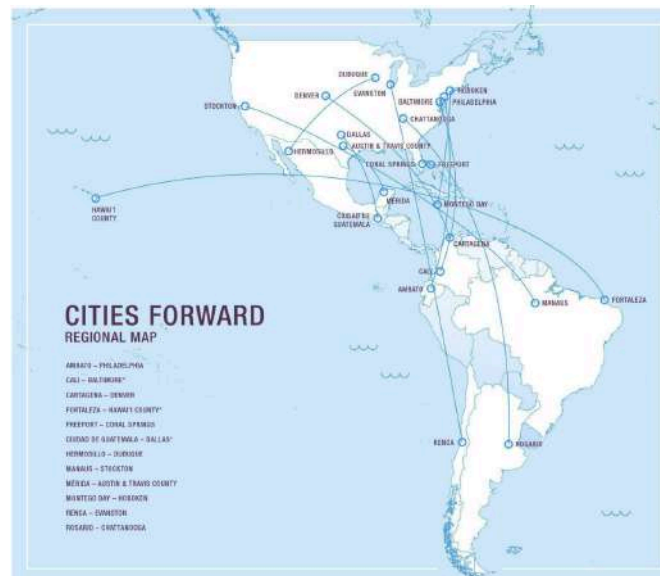 DUBUQUE
HOBOKEN
DENVER
EVANSTON
BALTIMORE
PHILADELPHIA
STOCKTON
CHATTANOOGA
DALLAS
AUSTIN & TRAVIS COUNTY
HERMOSILLO
CORAL SPRINGS
FREEPORT
MÉRIDA
MONTEGO BAY
HAWAI'I
COUNTY
CUIDAD DE
GUATEMALA
CARTAGENA
CALI
AMBATO
MANAUS
FORTALEZA
CITIES FORWARD
REGIONAL MAP
AMBATO – PHILADELPHIA
CALI – BALTIMORE*
CARTAGENA – DENVER
FORTALEZA – HAWAI'I COUNTY*
FREEPORT – CORAL SPRINGS
CIUDAD DE GUATEMALA – DALLAS*
HERMOSILLO – DUBUQUE
MANAUS – STOCKTON
MÉRIDA – AUSTIN & TRAVIS COUNTY
MONTEGO BAY – HOBOKEN
RENCA – EVANSTON
ROSARIO – CHATTANOOGA
RENCA
ROSARIO